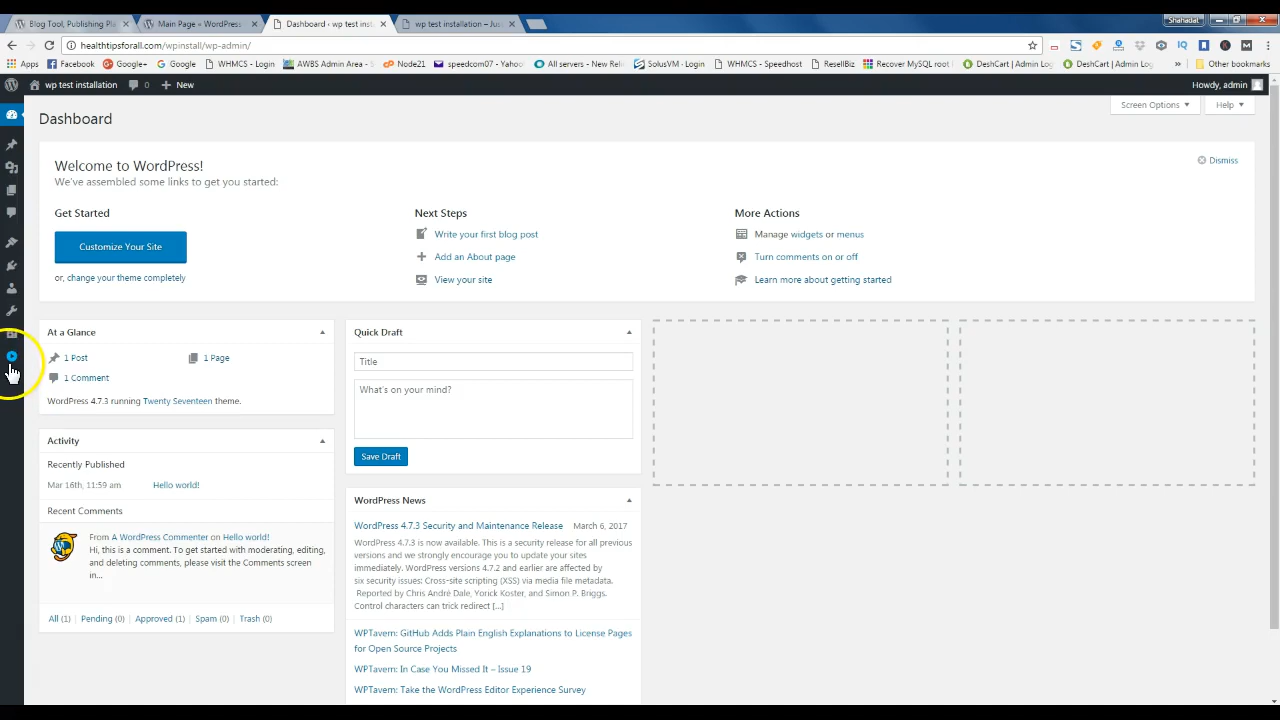 Blog Tool, Publishing Pla
Main Page « WordPress
Dashboard ‹ wp test inst
wp test installation – Jus
Shahadat
healthtipsforall.com/wpinstall/wp-admin/
Apps
Facebook
Google+
Google
WHMCS - Login
AWBS Admin Area -
Node21
speedcom07 - Yahoo
All servers - New Reli
SolusVM - Login
WHMCS - Speedhost
ResellBiz
Recover MySQL root
DeshCart | Admin Log
DeshCart | Admin Log
»
Other bookmarks
wp test installation
0
New
Howdy, admin
Screen Options
Help
Dashboard
Welcome to WordPress!
Dismiss
We've assembled some links to get you started:
Get Started
Customize Your Site
or, change your theme completely
Next Steps
Write your first blog post
Add an About page
View your site
More Actions
Manage widgets or menus
Turn comments on or off
Learn more about getting started
At a Glance
1 Post
1 Page
1 Comment
WordPress 4.7.3 running Twenty Seventeen theme.
Activity
Recently Published
Mar 16th, 11:59 am
Hello world!
Recent Comments
From A WordPress Commenter on Hello world!
Hi, this is a comment. To get started with moderating, editing,
and deleting comments, please visit the Comments screen
in...
All (1) | Pending (0) | Approved (1) | Spam (0) | Trash (0)
Quick Draft
Title
What's on your mind?
Save Draft
WordPress News
WordPress 4.7.3 Security and Maintenance Release March 6, 2017
WordPress 4.7.3 is now available. This is a security release for all previous
versions and we strongly encourage you to update your sites
immediately. WordPress versions 4.7.2 and earlier are affected by
six security issues: Cross-site scripting (XSS) via media file metadata.
Reported by Chris André Dale, Yorick Koster, and Simon P. Briggs.
Control characters can trick redirect [...]
WPTavern: GitHub Adds Plain English Explanations to License Pages
for Open Source Projects
WPTavern: In Case You Missed It – Issue 19
WPTavern: Take the WordPress Editor Experience Survey